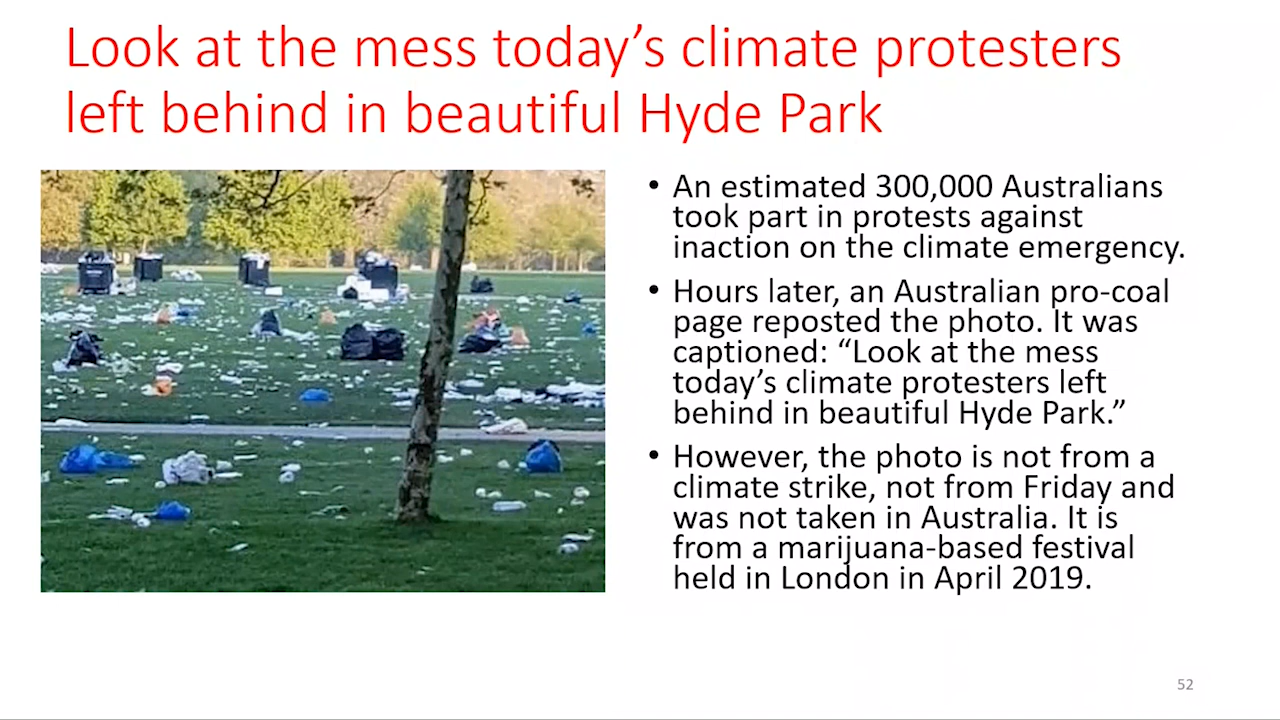 Look at the mess today’s climate protesters
left behind in beautiful Hyde Park
• An estimated 300,000 Australians
took part in protests against
inaction on the climate emergency.
• Hours later, an Australian pro-coal
page reposted the photo. It was
captioned: “Look at the mess
today’s climate protesters left
behind in beautiful Hyde Park.”
• However, the photo is not from a
climate strike, not from Friday and
was not taken in Australia. It is
from a marijuana-based festival
held in London in April 2019.
52